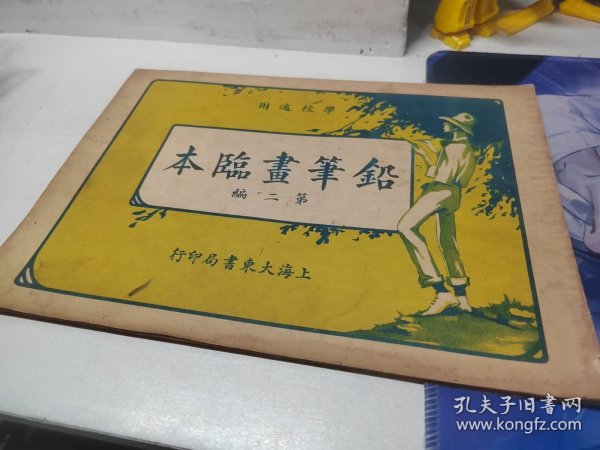 學校適用
鉛筆畫臨本
第二編
上海大東書局印行
孔夫子旧书网
www.kongfz.com